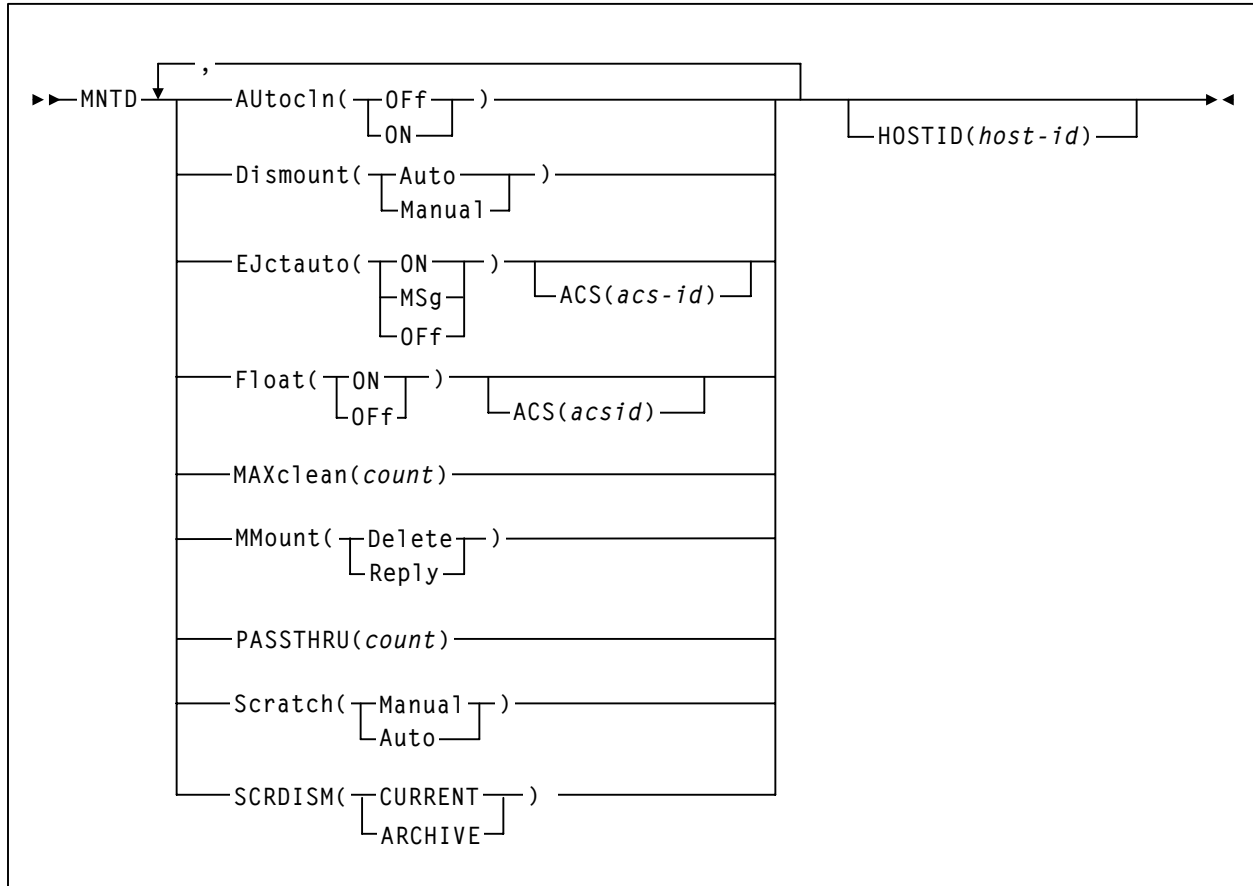 ,
MNTD AUtocln( OFf )
ON
HOSTID(host-id)
Dismount( Auto )
Manual
EJctauto( ON )
MSg
ACS(acs-id)
OFf
Float( ON )
OFf
ACS(acsid)
MAXclean(count)
MMount( Delete )
Reply
PASSTHRU(count)
Scratch( Manual )
Auto
SCRDISM( CURRENT )
ARCHIVE